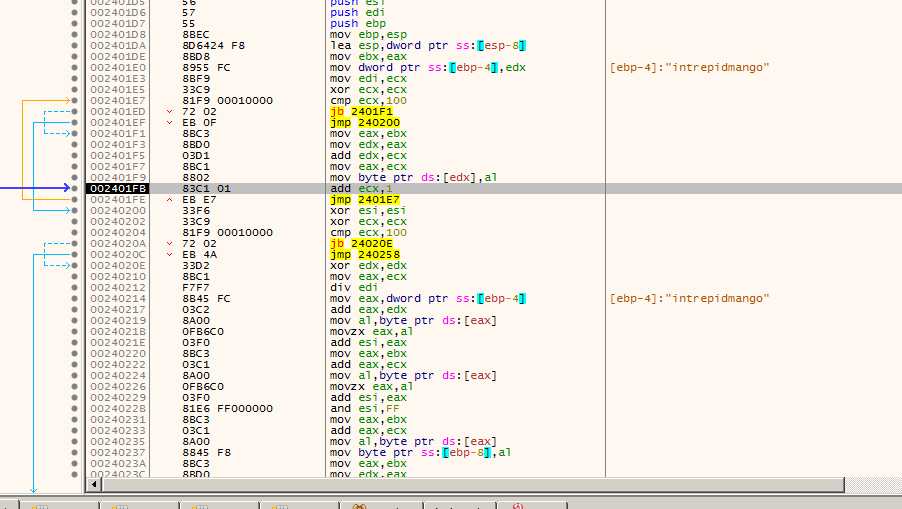 002401D5 56 push esi
002401D6 57 push edi
002401D7 55 push ebp
002401D8 8BEC mov ebp,esp
002401DA 8D6424 F8 lea esp,dword ptr ss:[esp-8]
002401DE 8BD8 mov ebx,eax
002401E0 8955 FC mov dword ptr ss:[ebp-4],edx [ebp-4]:"intrepidmango"
002401E3 8BF9 mov edi,ecx
002401E5 33C9 xor ecx,ecx
002401E7 81F9 00010000 cmp ecx,100
002401ED 72 02 jb 2401F1
002401EF EB 0F jmp 240200
002401F1 8BC3 mov eax,ebx
002401F3 8BD0 mov edx,eax
002401F5 03D1 add edx,ecx
002401F7 8BC1 mov eax,ecx
002401F9 8802 mov byte ptr ds:[edx],al
002401FB 83C1 01 add ecx,1
002401FE EB E7 jmp 2401E7
00240200 33F6 xor esi,esi
00240202 33C9 xor ecx,ecx
00240204 81F9 00010000 cmp ecx,100
0024020A 72 02 jb 24020E
0024020C EB 4A jmp 240258
0024020E 33D2 xor edx,edx
00240210 8BC1 mov eax,ecx
00240212 F7F7 div edi
00240214 8B45 FC mov eax,dword ptr ss:[ebp-4] [ebp-4]:"intrepidmango"
00240217 03C2 add eax,edx
00240219 8A00 mov al,byte ptr ds:[eax]
0024021B 0FB6C0 movzx eax,al
0024021E 03F0 add esi,eax
00240220 8BC3 mov eax,ebx
00240222 03C1 add eax,ecx
00240224 8A00 mov al,byte ptr ds:[eax]
00240226 0FB6C0 movzx eax,al
00240229 03F0 add esi,eax
0024022B 81E6 FF000000 and esi,FF
00240231 8BC3 mov eax,ebx
00240233 03C1 add eax,ecx
00240235 8A00 mov al,byte ptr ds:[eax]
00240237 8845 F8 mov byte ptr ss:[ebp-8],al
0024023A 8BC3 mov eax,ebx
0024023C 8BD0 mov edx,eax